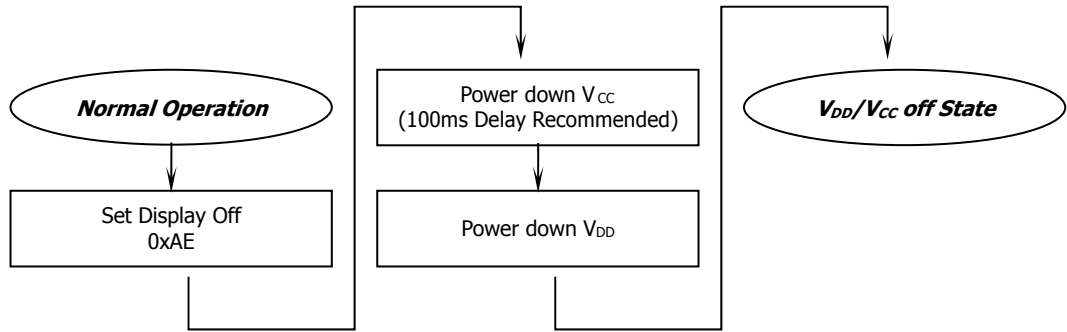 Normal Operation
Set Display Off
0xAE
Power down VCC
(100ms Delay Recommended)
Power down VDD
VDD/VCC off State